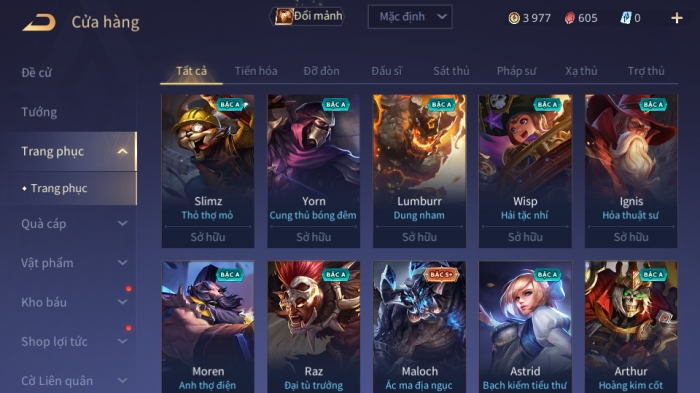 Cửa hàng
Đổi mảnh
Mặc định
3 977
605
0
Đề cử
Tướng
Trang phục
Trang phục
Quà cáp
Vật phẩm
Kho báu
Shop lợi tức
Cờ Liên quân
Tất cả
Tiến hóa
Đỡ đòn
Đấu sĩ
Sát thủ
Pháp sư
Xạ thủ
Trợ thủ
BẬC A
Slimz
Thỏ thợ mỏ
Sở hữu
BẬC A
Yorn
Cung thủ bóng đêm
Sở hữu
BẬC A
Lumburr
Dung nham
Sở hữu
BẬC A
Wisp
Hải tặc nhí
Sở hữu
BẬC A
Ignis
Hỏa thuật sư
Sở hữu
BẬC A
Moren
Anh thợ điện
BẬC A
Raz
Đại tù trưởng
BẬC S+
Maloch
Ác ma địa ngục
BẬC A
Astrid
Bạch kiếm tiểu thư
BẬC A
Arthur
Hoàng kim cốt